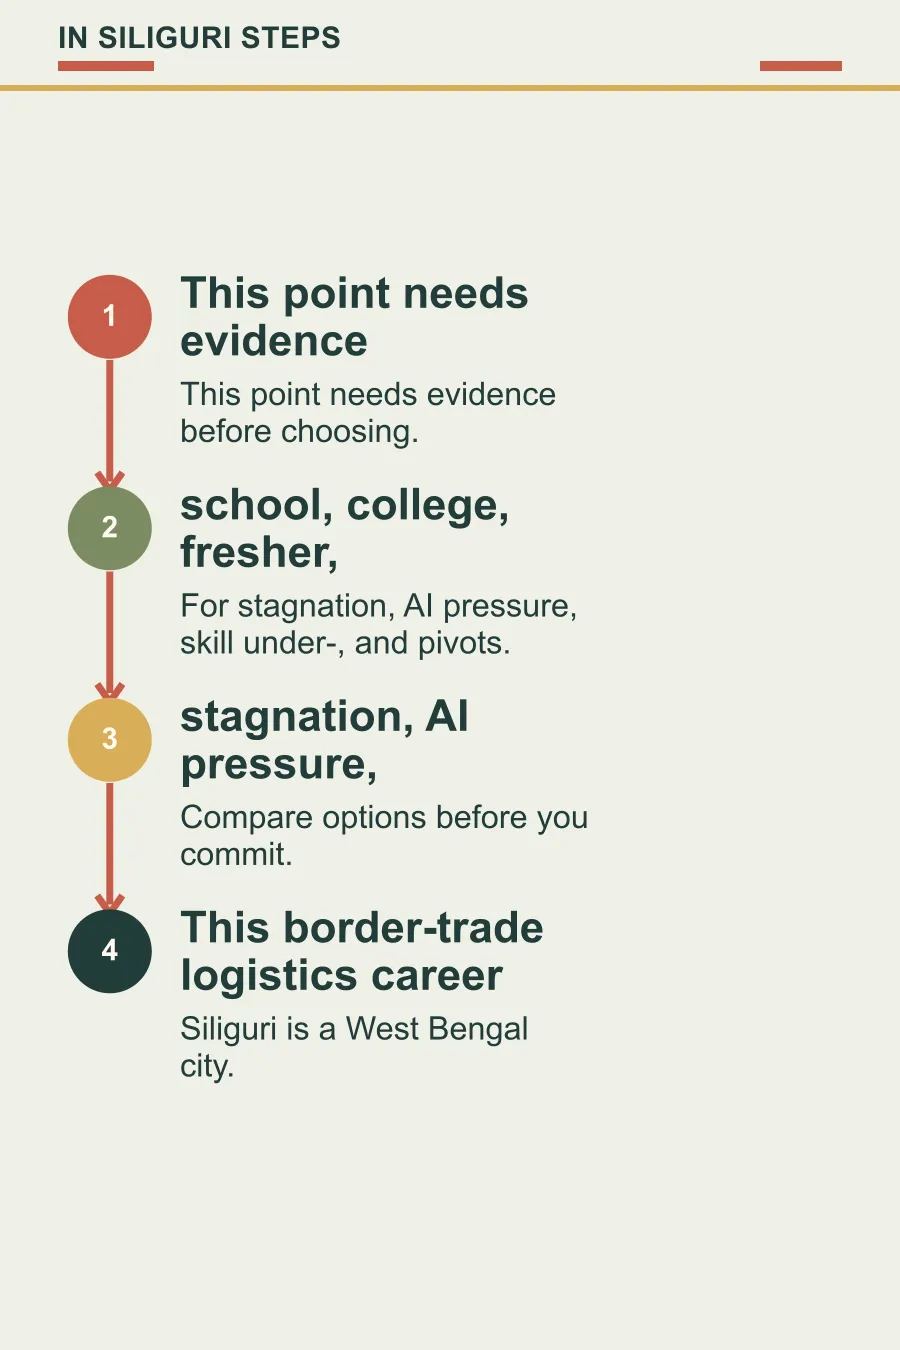 IN SILIGURI STEPS
1
This point needs
evidence
This point needs evidence
before choosing.
2
school, college,
fresher,
For stagnation, AI pressure,
skill under-, and pivots.
3
stagnation, AI
pressure,
Compare options before you
commit.
4
This border-trade
logistics career
Siliguri is a West Bengal
city.